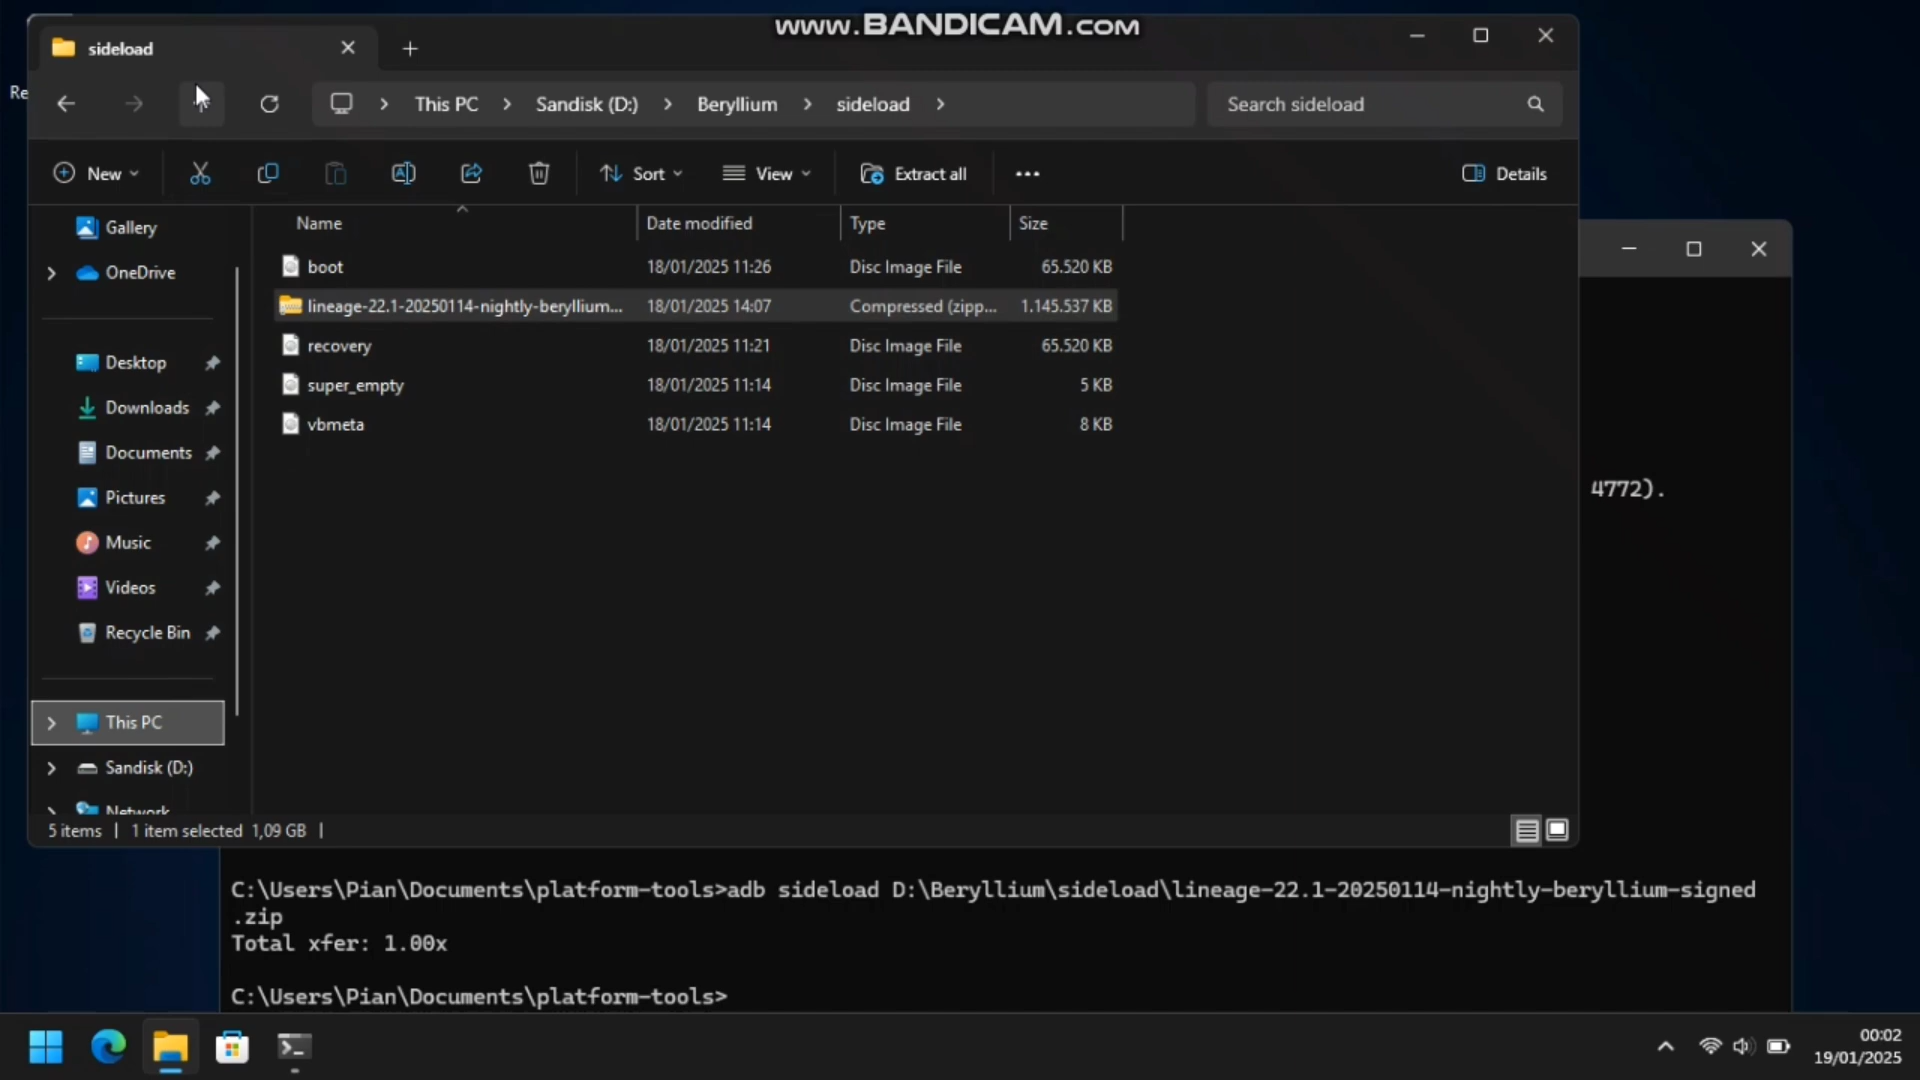 www.BANDICAM.com
sideload
Re
This PC
Sandisk (D:)
Beryllium
sideload
Search sideload
New
Sort
View
Extract all
Details
Name
Date modified
Type
Size
Gallery
OneDrive
Desktop
Downloads
Documents
Pictures
Music
Videos
Recycle Bin
This PC
Sandisk (D:)
Network
boot 18/01/2025 11:26 Disc Image File 65.520 KB
lineage-22.1-20250114-nightly-beryllium... 18/01/2025 14:07 Compressed (zipp... 1.145.537 KB
recovery 18/01/2025 11:21 Disc Image File 65.520 KB
super_empty 18/01/2025 11:14 Disc Image File 5 KB
vbmeta 18/01/2025 11:14 Disc Image File 8 KB
4772).
5 items | 1 item selected 1,09 GB |
C:\Users\Pian\Documents\platform-tools>adb sideload D:\Beryllium\sideload\lineage-22.1-20250114-nightly-beryllium-signed
.zip
Total xfer: 1.00x
C:\Users\Pian\Documents\platform-tools>
00:02
19/01/2025